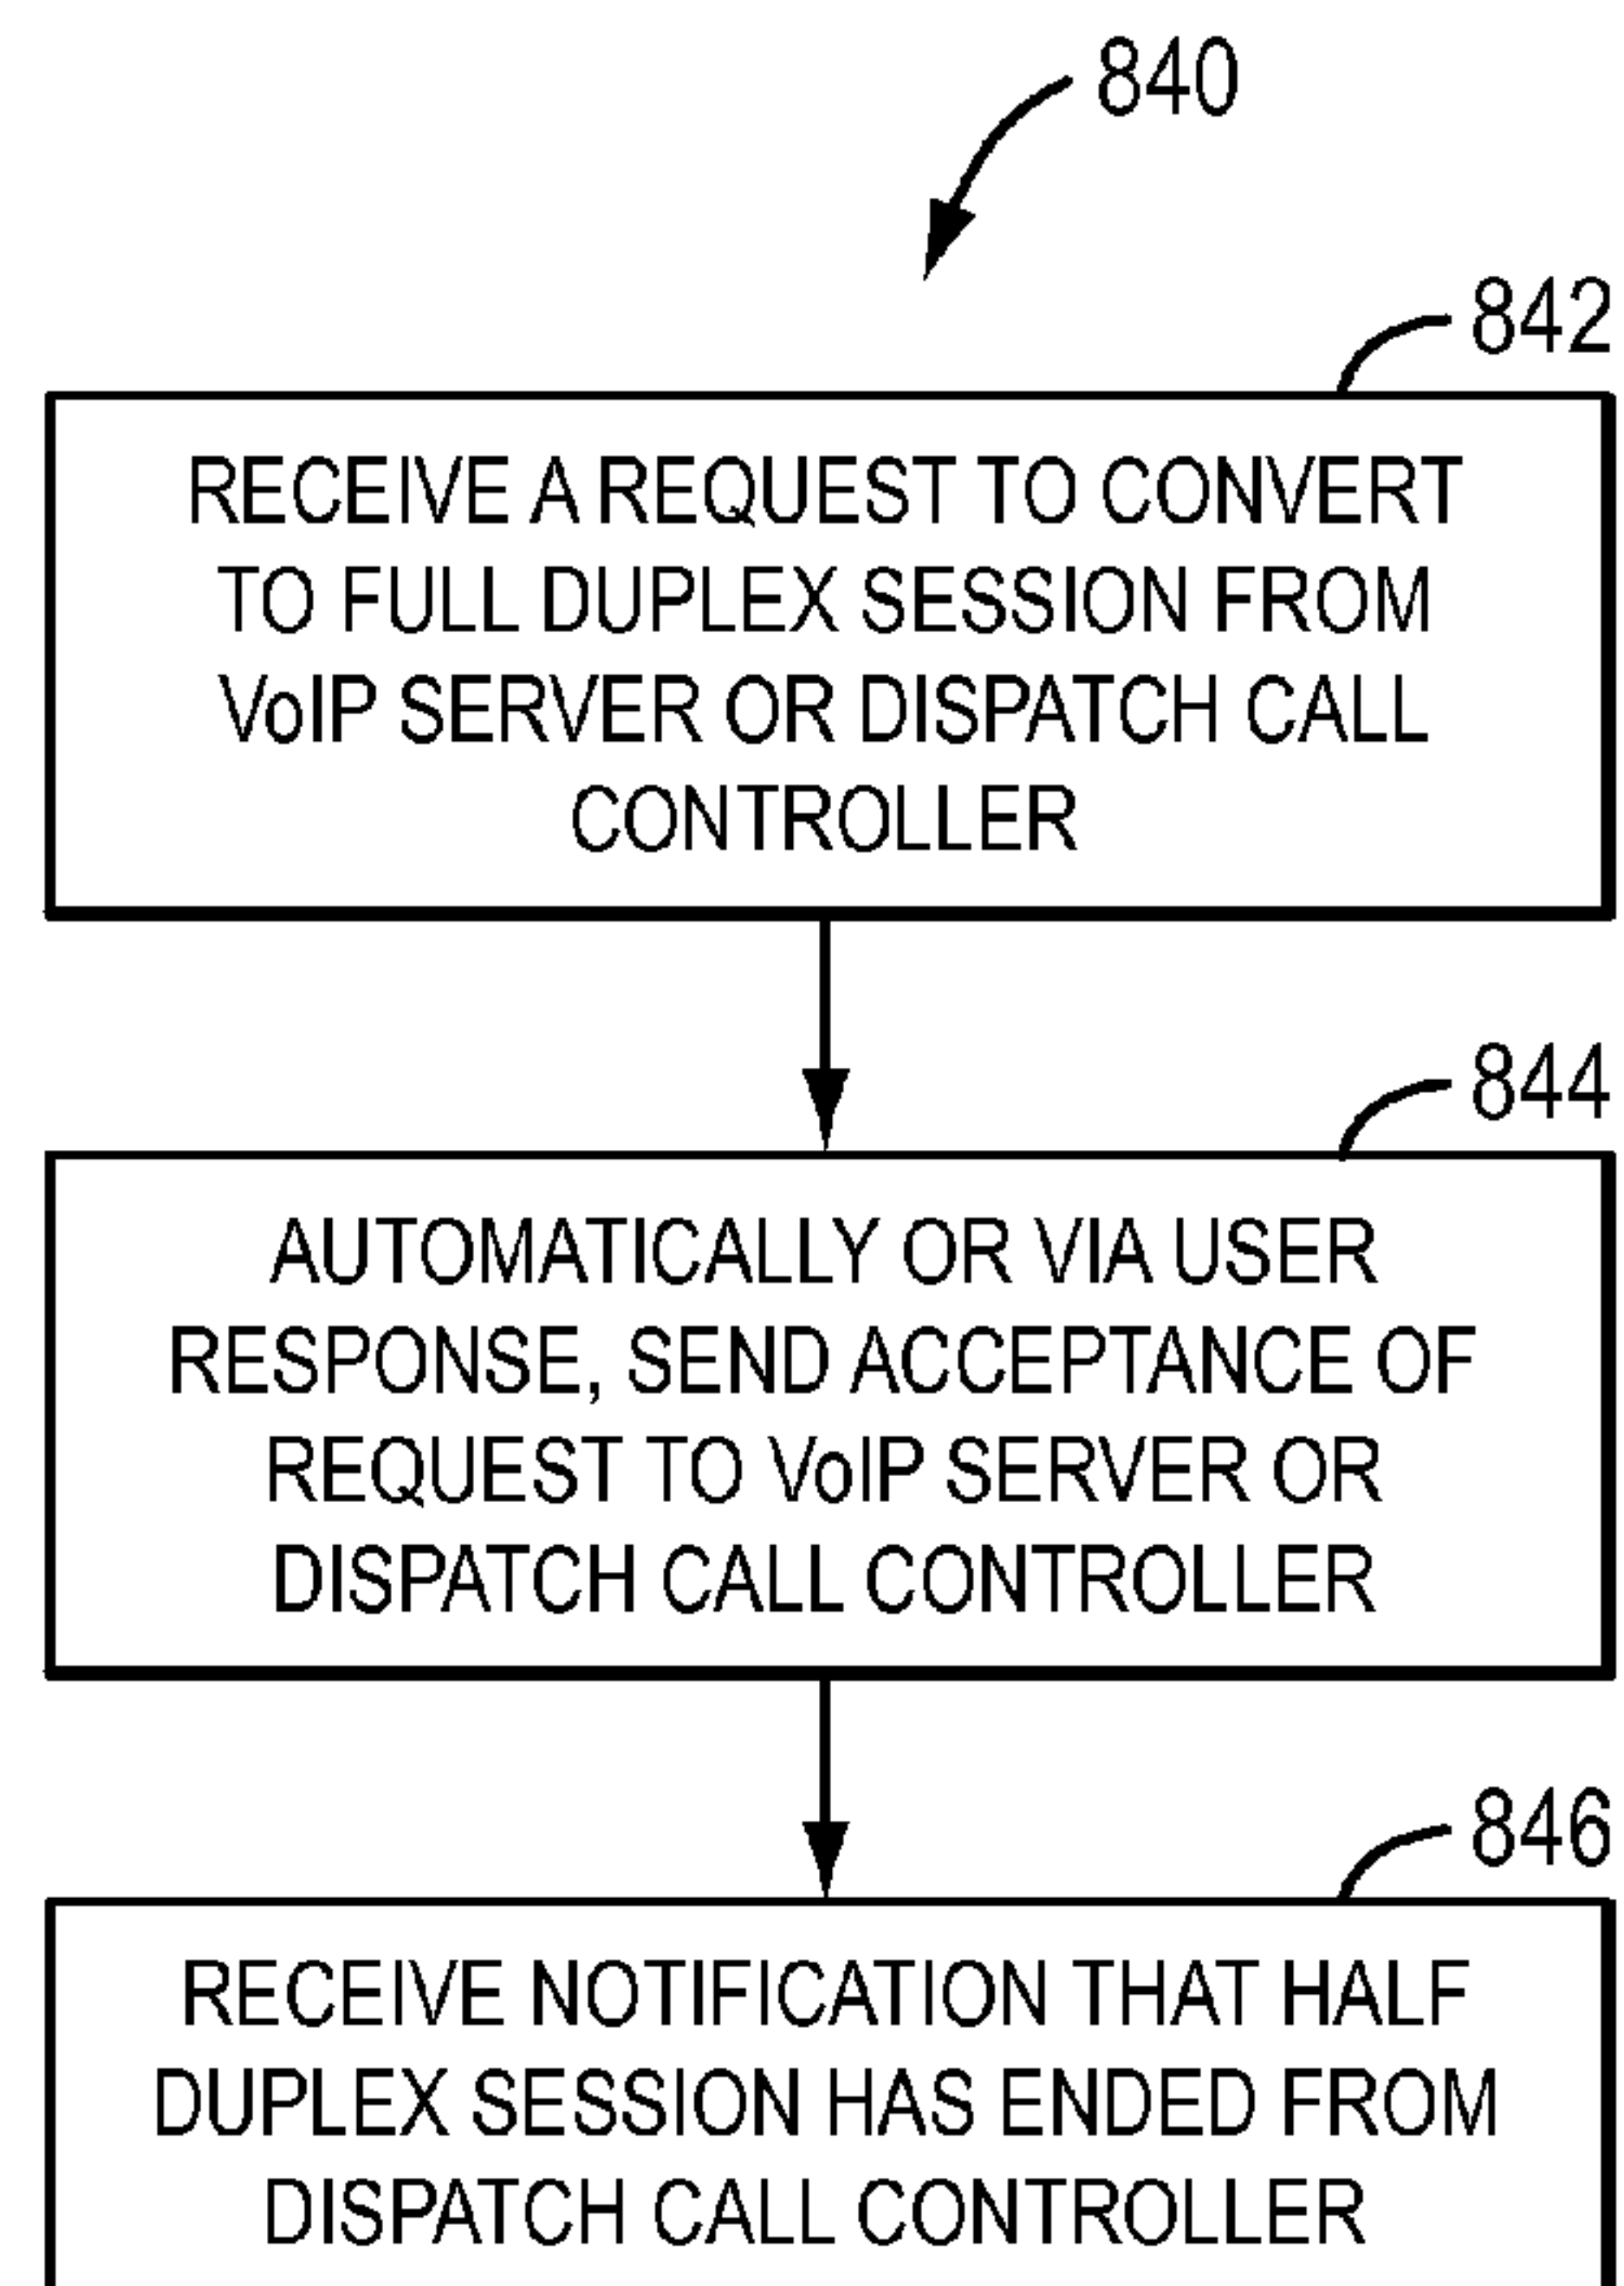 840
842
RECEIVE A REQUEST TO CONVERT
TO FULL DUPLEX SESSION FROM
VoIP SERVER OR DISPATCH CALL
CONTROLLER
844
AUTOMATICALLY OR VIA USER
RESPONSE, SEND ACCEPTANCE OF
REQUEST TO VoIP SERVER OR
DISPATCH CALL CONTROLLER
846
RECEIVE NOTIFICATION THAT HALF
DUPLEX SESSION HAS ENDED FROM
DISPATCH CALL CONTROLLER